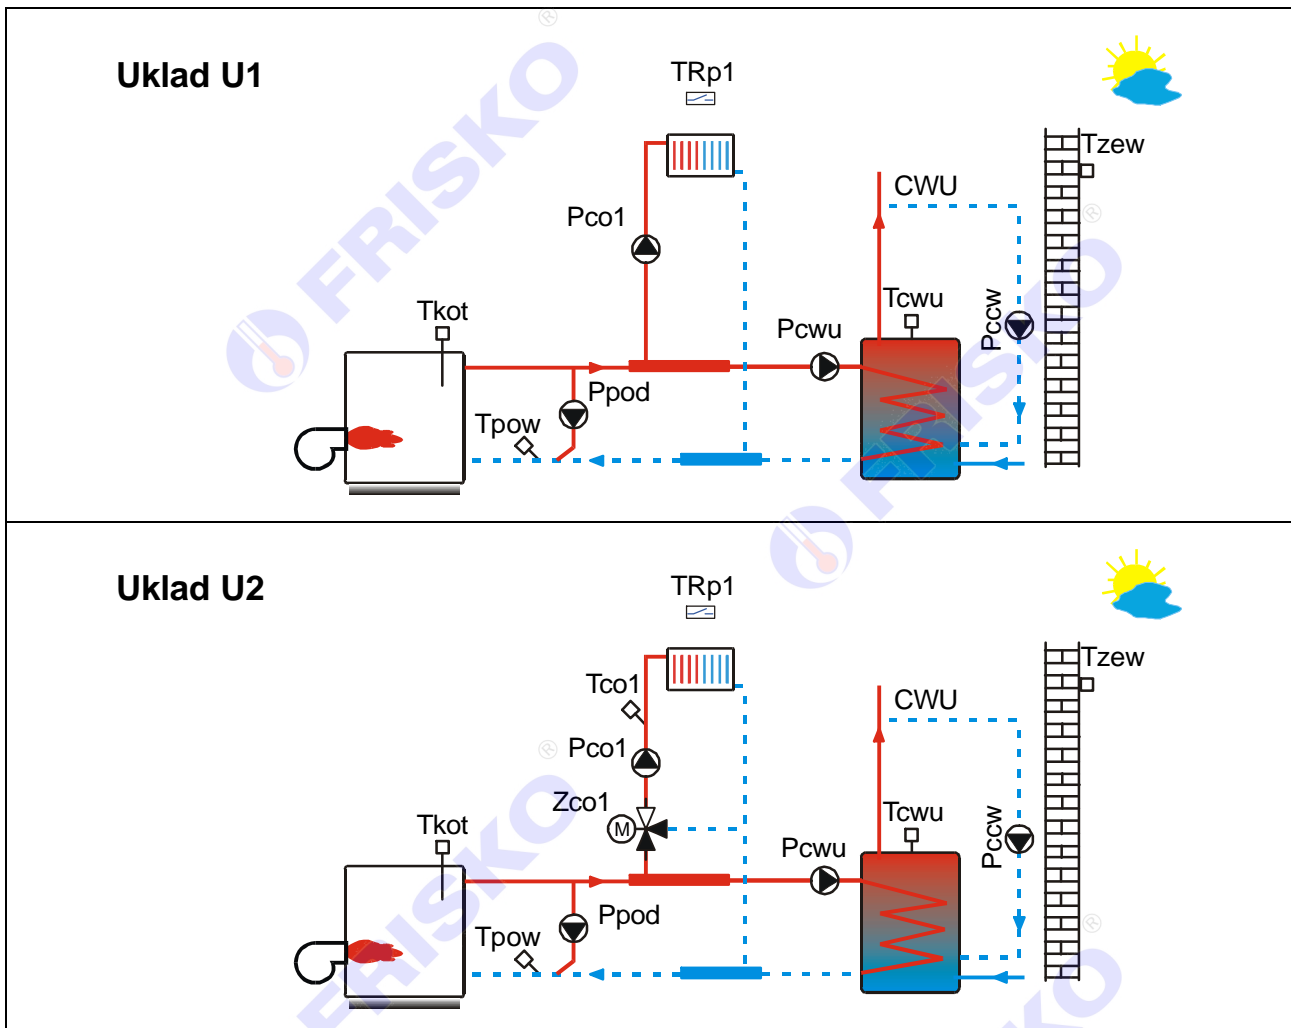 Uklad U1
TRp1
Tzew
CWU
Pco1
Pccw
Tkot
Tcwu
Pcwu
Ppod
Tpow
FRISKO ®
FRISKO ®
Uklad U2
TRp1
Tzew
Tco1
CWU
Pco1
Zco1
M
Pccw
Tkot
Tcwu
Pcwu
Ppod
Tpow
FRISKO ®
FRISKO ®